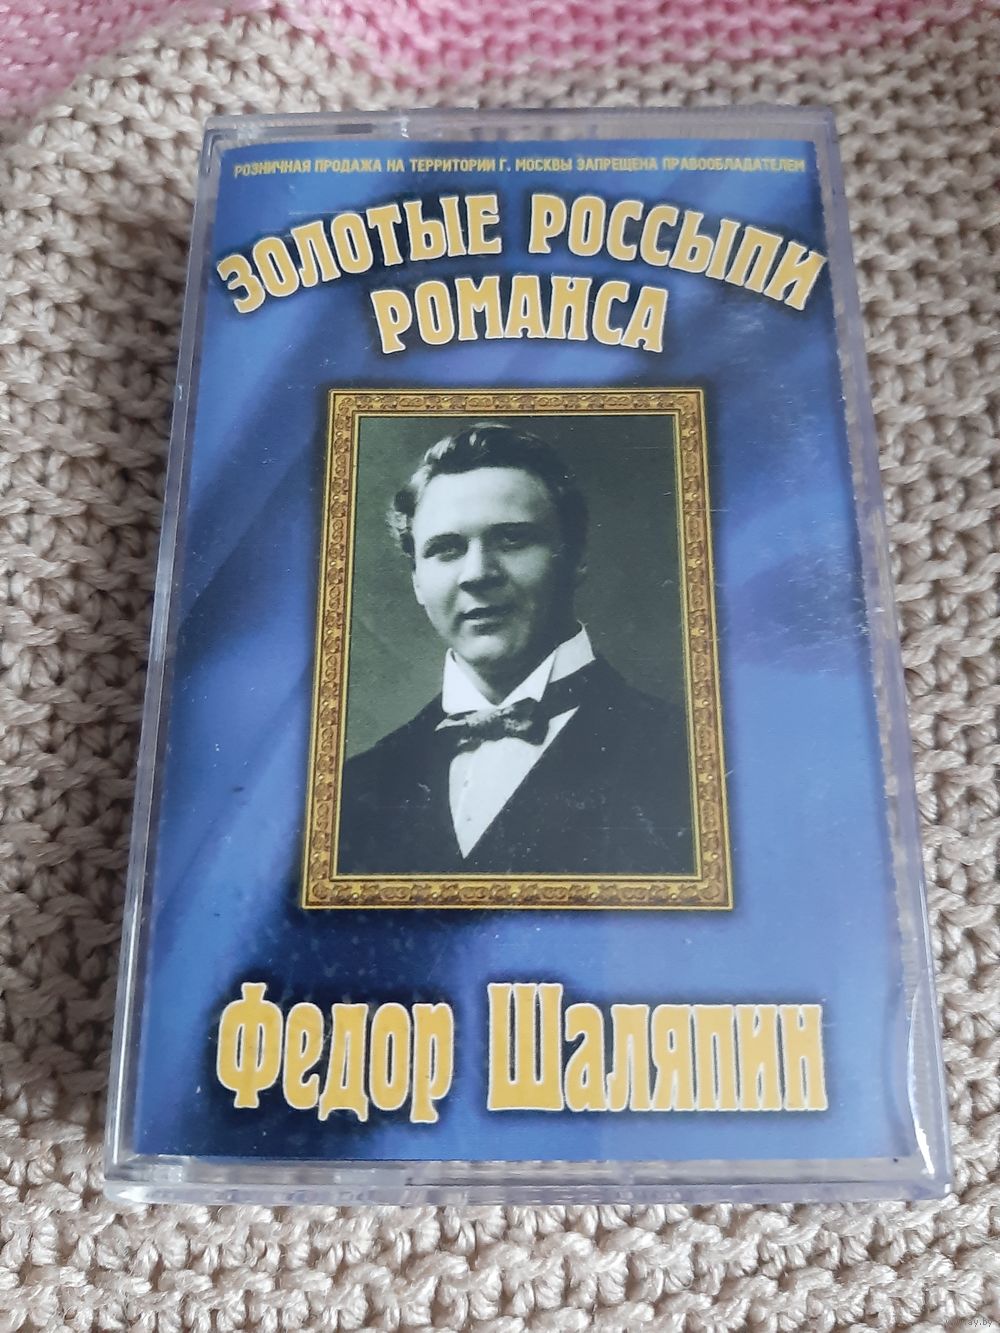 РОЗНИЧНАЯ ПРОДАЖА НА ТЕРРИТОРИИ Г. МОСКВЫ ЗАПРЕЩЕНА ПРАВООБЛАДАТЕЛЕМ
ЗОЛОТЫЕ РОССЫПИ
РОМАНСА
Федор Шаляпин